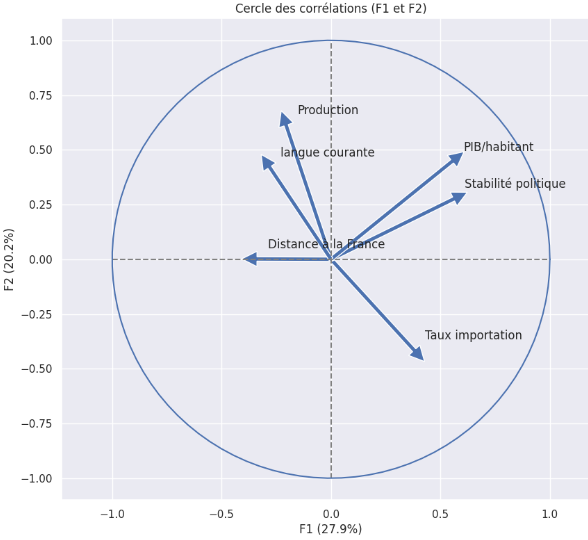 Cercle des corrélations (F1 et F2)
1.00
0.75
0.50
0.25
0.00
−0.25
−0.50
−0.75
−1.00
F2 (20.2%)
Production
langue courante
PIB/habitant
Stabilité politique
Distance à la France
Taux importation
−1.0
−0.5
0.0
0.5
1.0
F1 (27.9%)